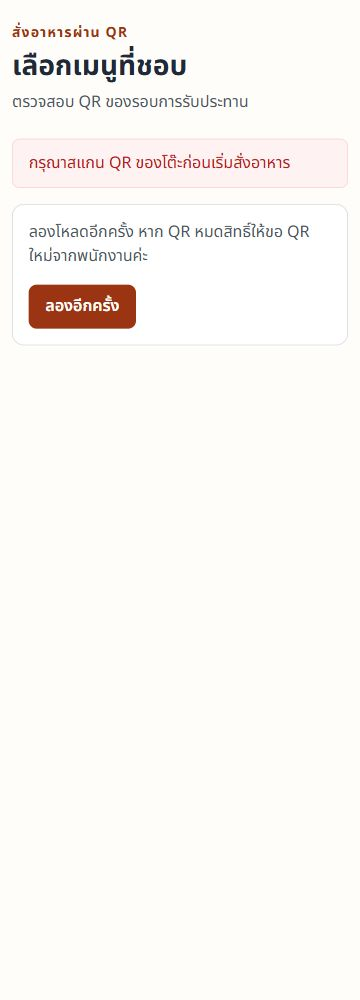 สั่งอาหารผ่าน QR
เลือกเมนูที่ชอบ
ตรวจสอบ QR ของรอบการรับประทาน
กรุณาสแกน QR ของโต๊ะก่อนเริ่มสั่งอาหาร
ลองโหลดอีกครั้ง หาก QR หมดสิทธิ์ให้ขอ QR
ใหม่จากพนักงานค่ะ
ลองอีกครั้ง